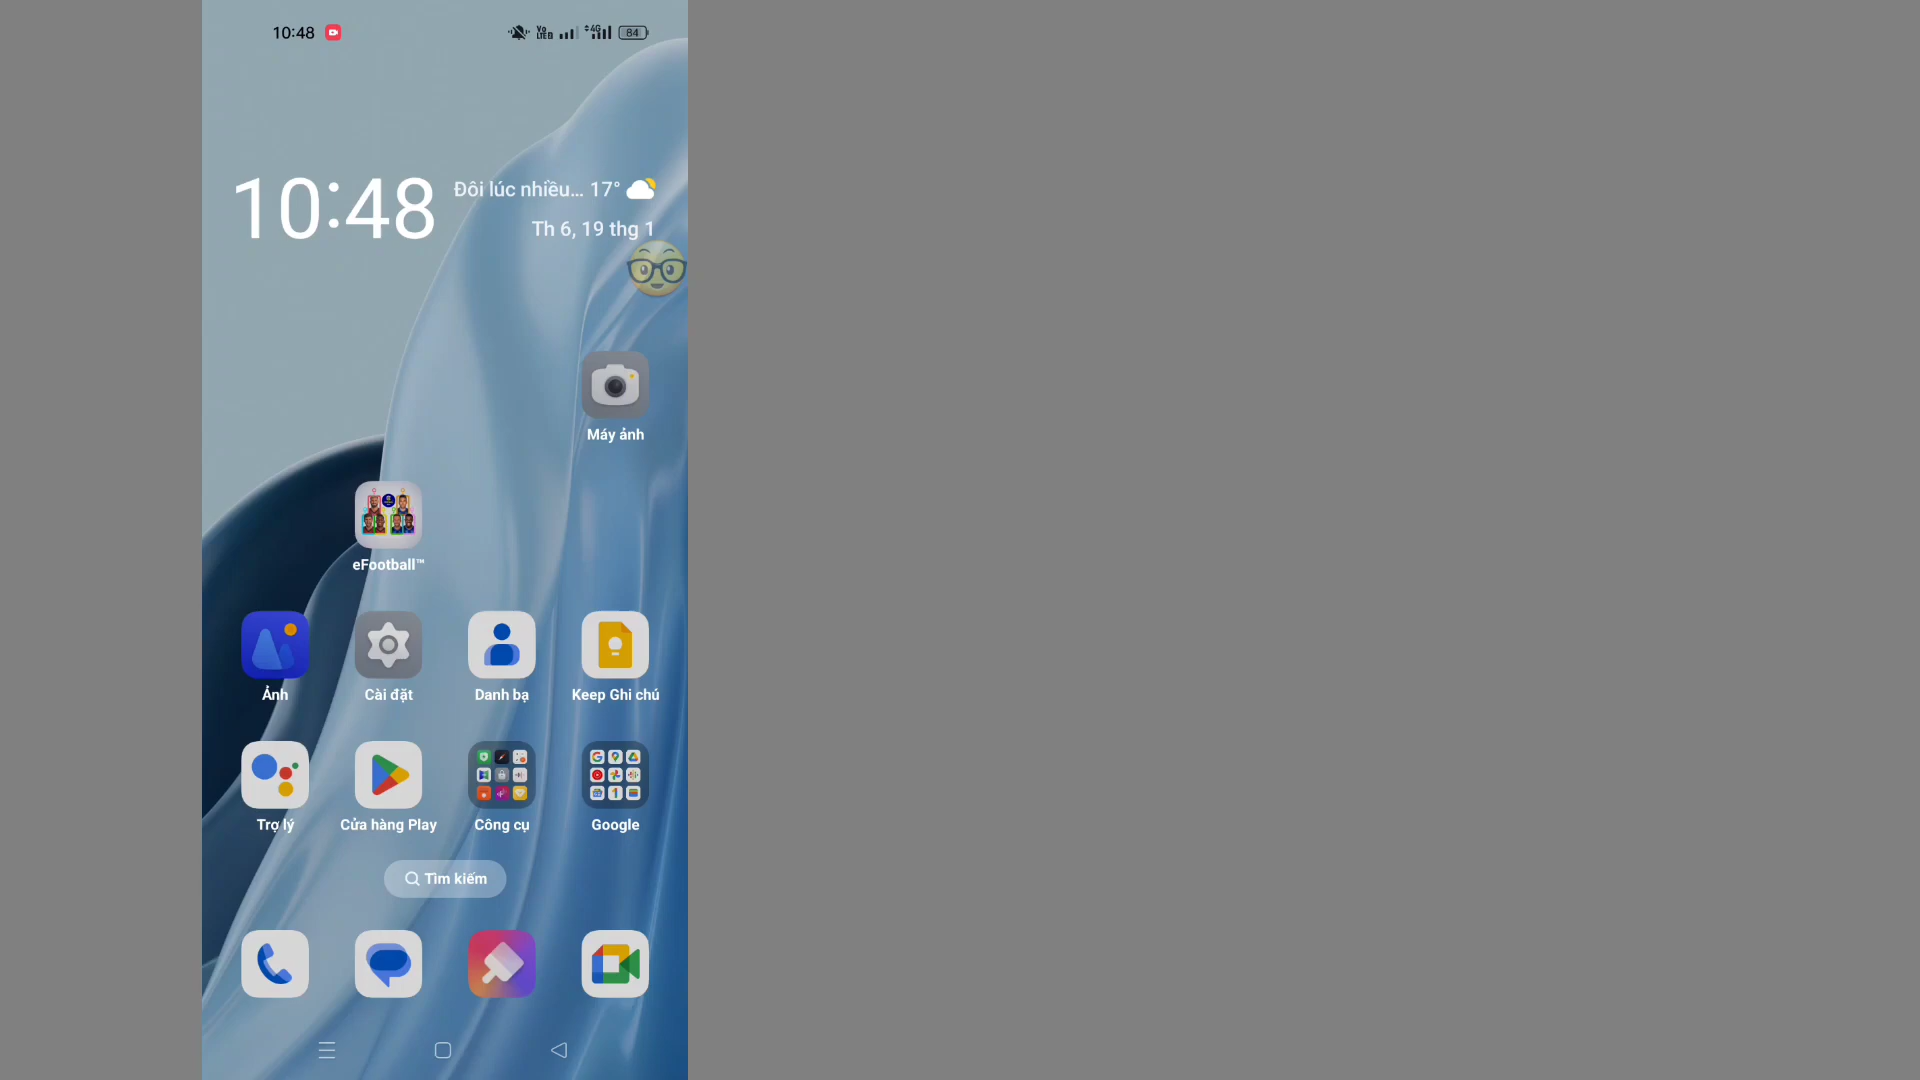 10:48
84
10:48
Đôi lúc nhiều... 17°
Th 6, 19 thg 1
Máy ảnh
eFootball™
Ảnh
Cài đặt
Danh bạ
Keep Ghi chú
Trợ lý
Cửa hàng Play
Công cụ
Google
Tìm kiếm